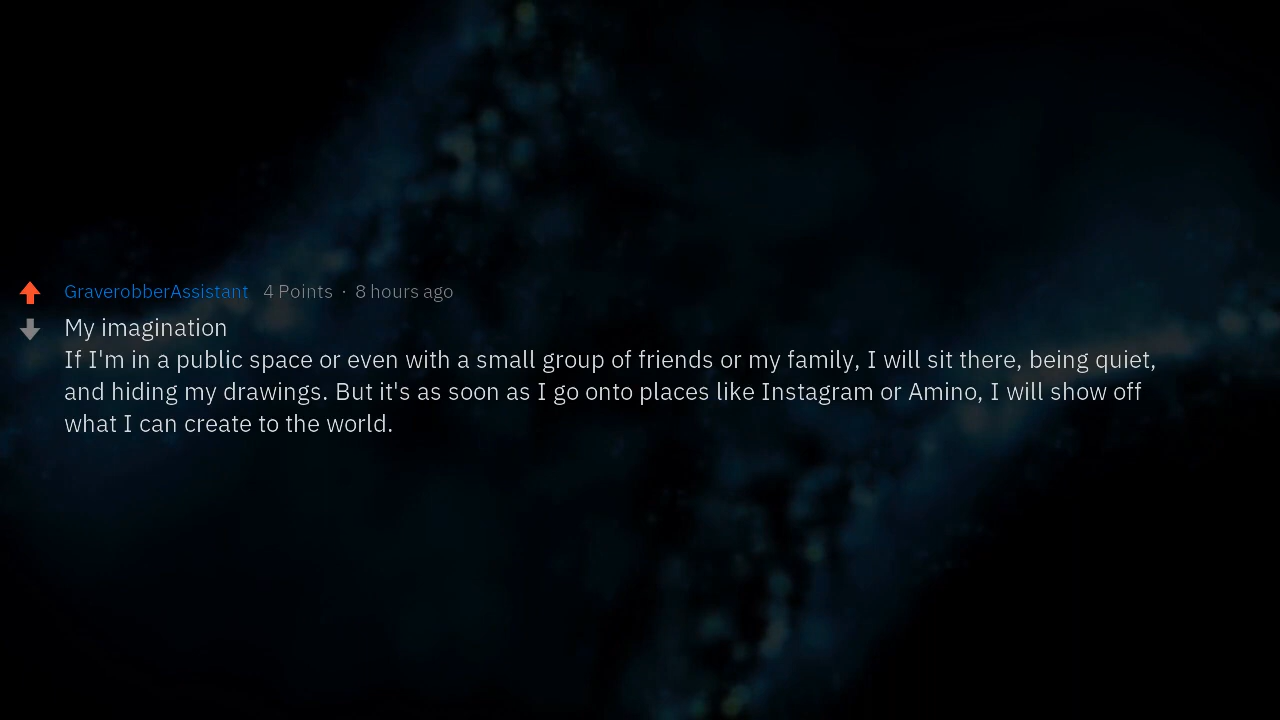 GraverobberAssistant 4 Points · 8 hours ago
My imagination
If I'm in a public space or even with a small group of friends or my family, I will sit there, being quiet,
and hiding my drawings. But it's as soon as I go onto places like Instagram or Amino, I will show off
what I can create to the world.